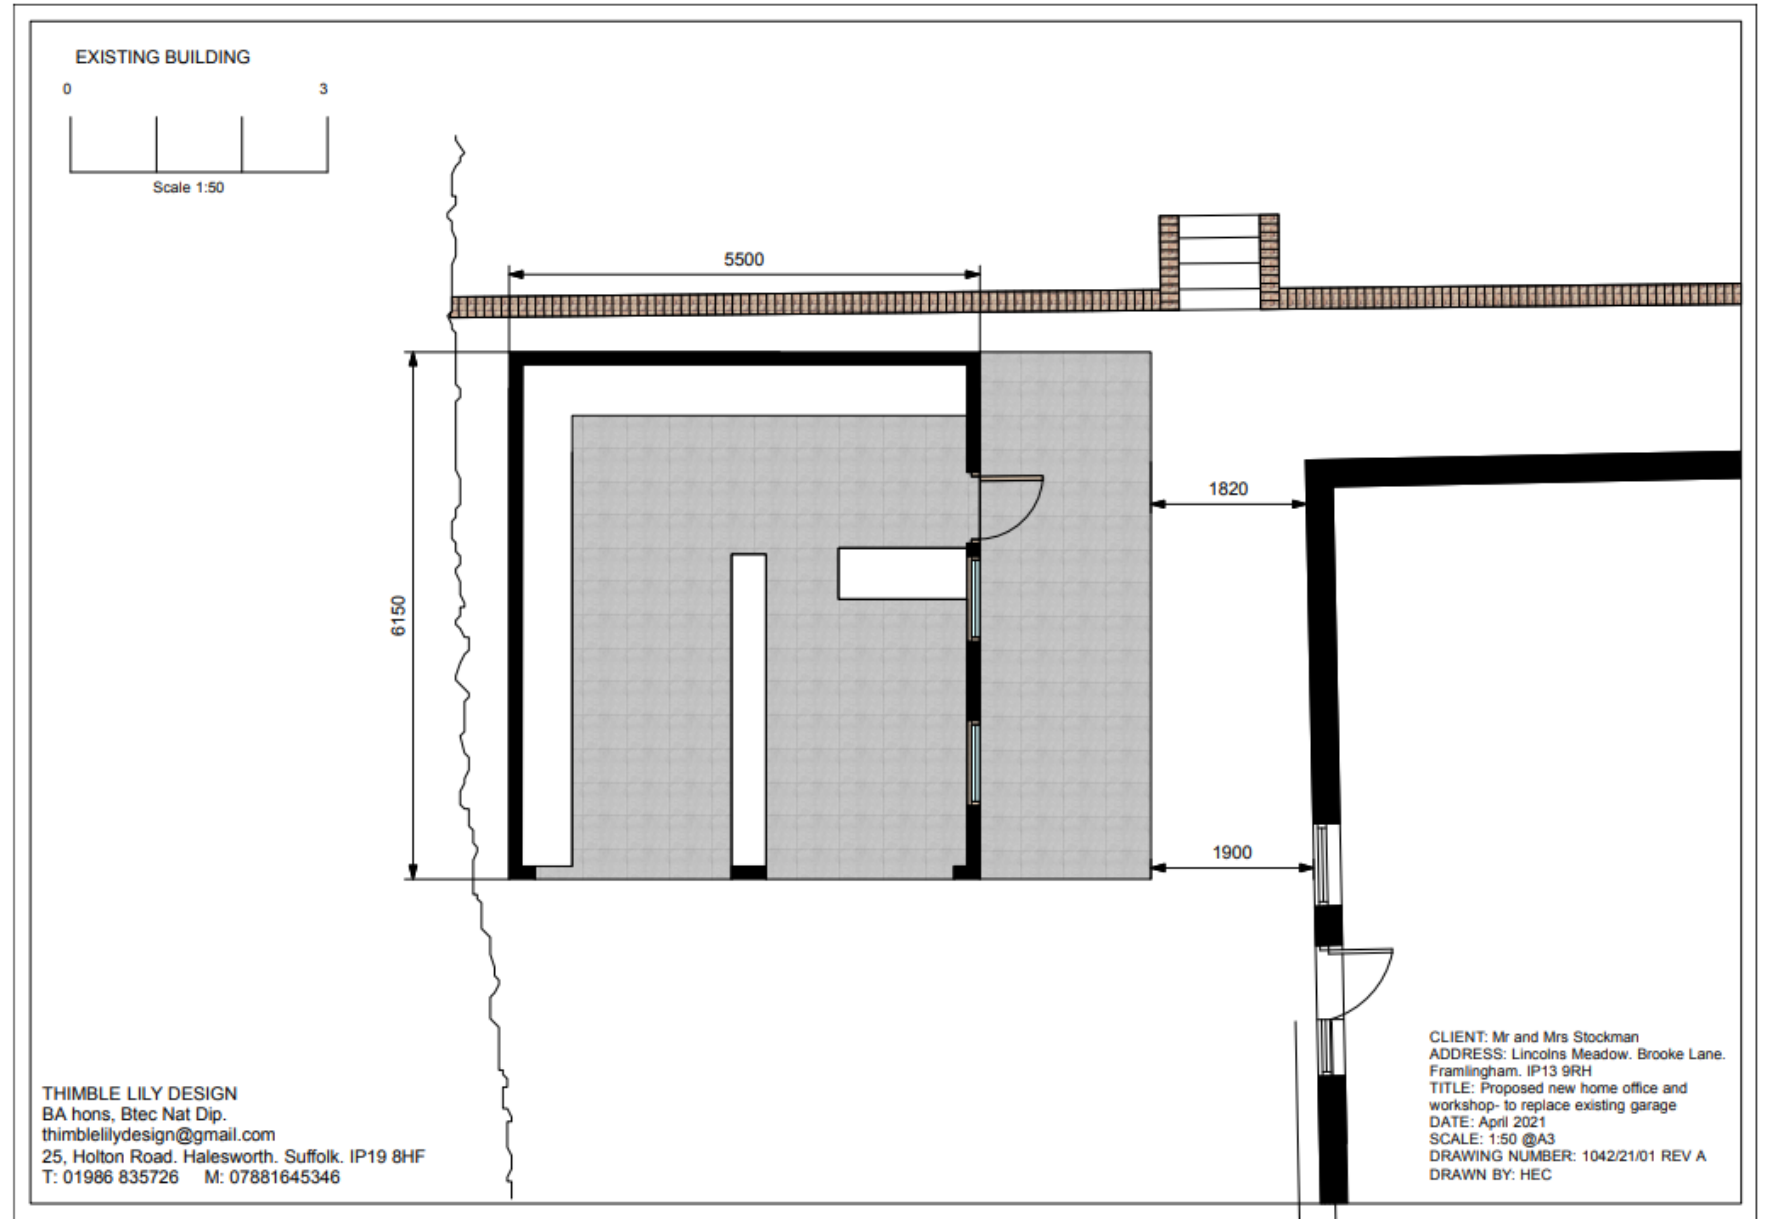 EXISTING BUILDING
0 3
Scale 1:50
5500
6150
1820
1900
THIMBLE LILY DESIGN
BA hons, Btec Nat Dip.
thimblelilydesign@gmail.com
25, Holton Road. Halesworth. Suffolk. IP19 8HF
T: 01986 835726 M: 07881645346
CLIENT: Mr and Mrs Stockman
ADDRESS: Lincolns Meadow. Brooke Lane.
Framlingham. IP13 9RH
TITLE: Proposed new home office and
workshop- to replace existing garage
DATE: April 2021
SCALE: 1:50 @A3
DRAWING NUMBER: 1042/21/01 REV A
DRAWN BY: HEC